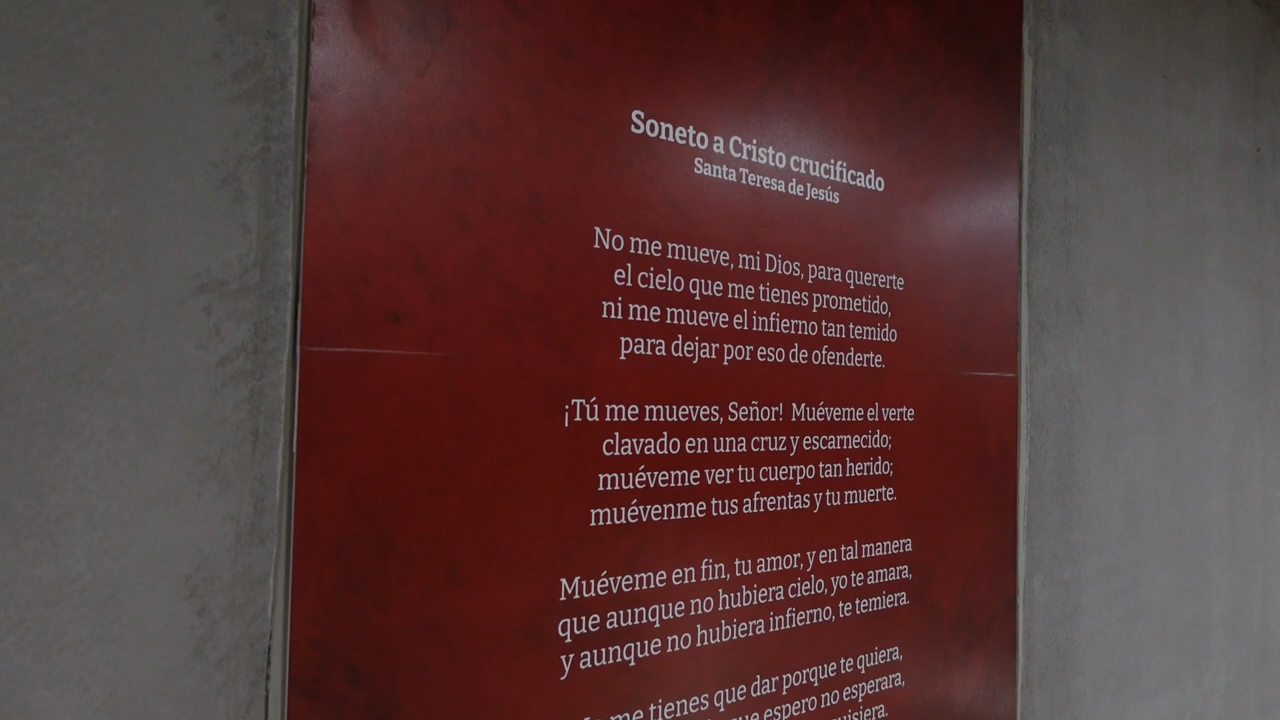 Soneto a Cristo crucificado
Santa Teresa de Jesús
No me mueve, mi Dios, para quererte
el cielo que me tienes prometido,
ni me mueve el infierno tan temido
para dejar por eso de ofenderte.
¡Tú me mueves, Señor! Muéveme el verte
clavado en una cruz y escarnecido;
muéveme ver tu cuerpo tan herido;
muévenme tus afrentas y tu muerte.
Muéveme en fin, tu amor, y en tal manera
que aunque no hubiera cielo, yo te amara,
y aunque no hubiera infierno, te temiera.
me tienes que dar porque te quiera,
espero no esperara,